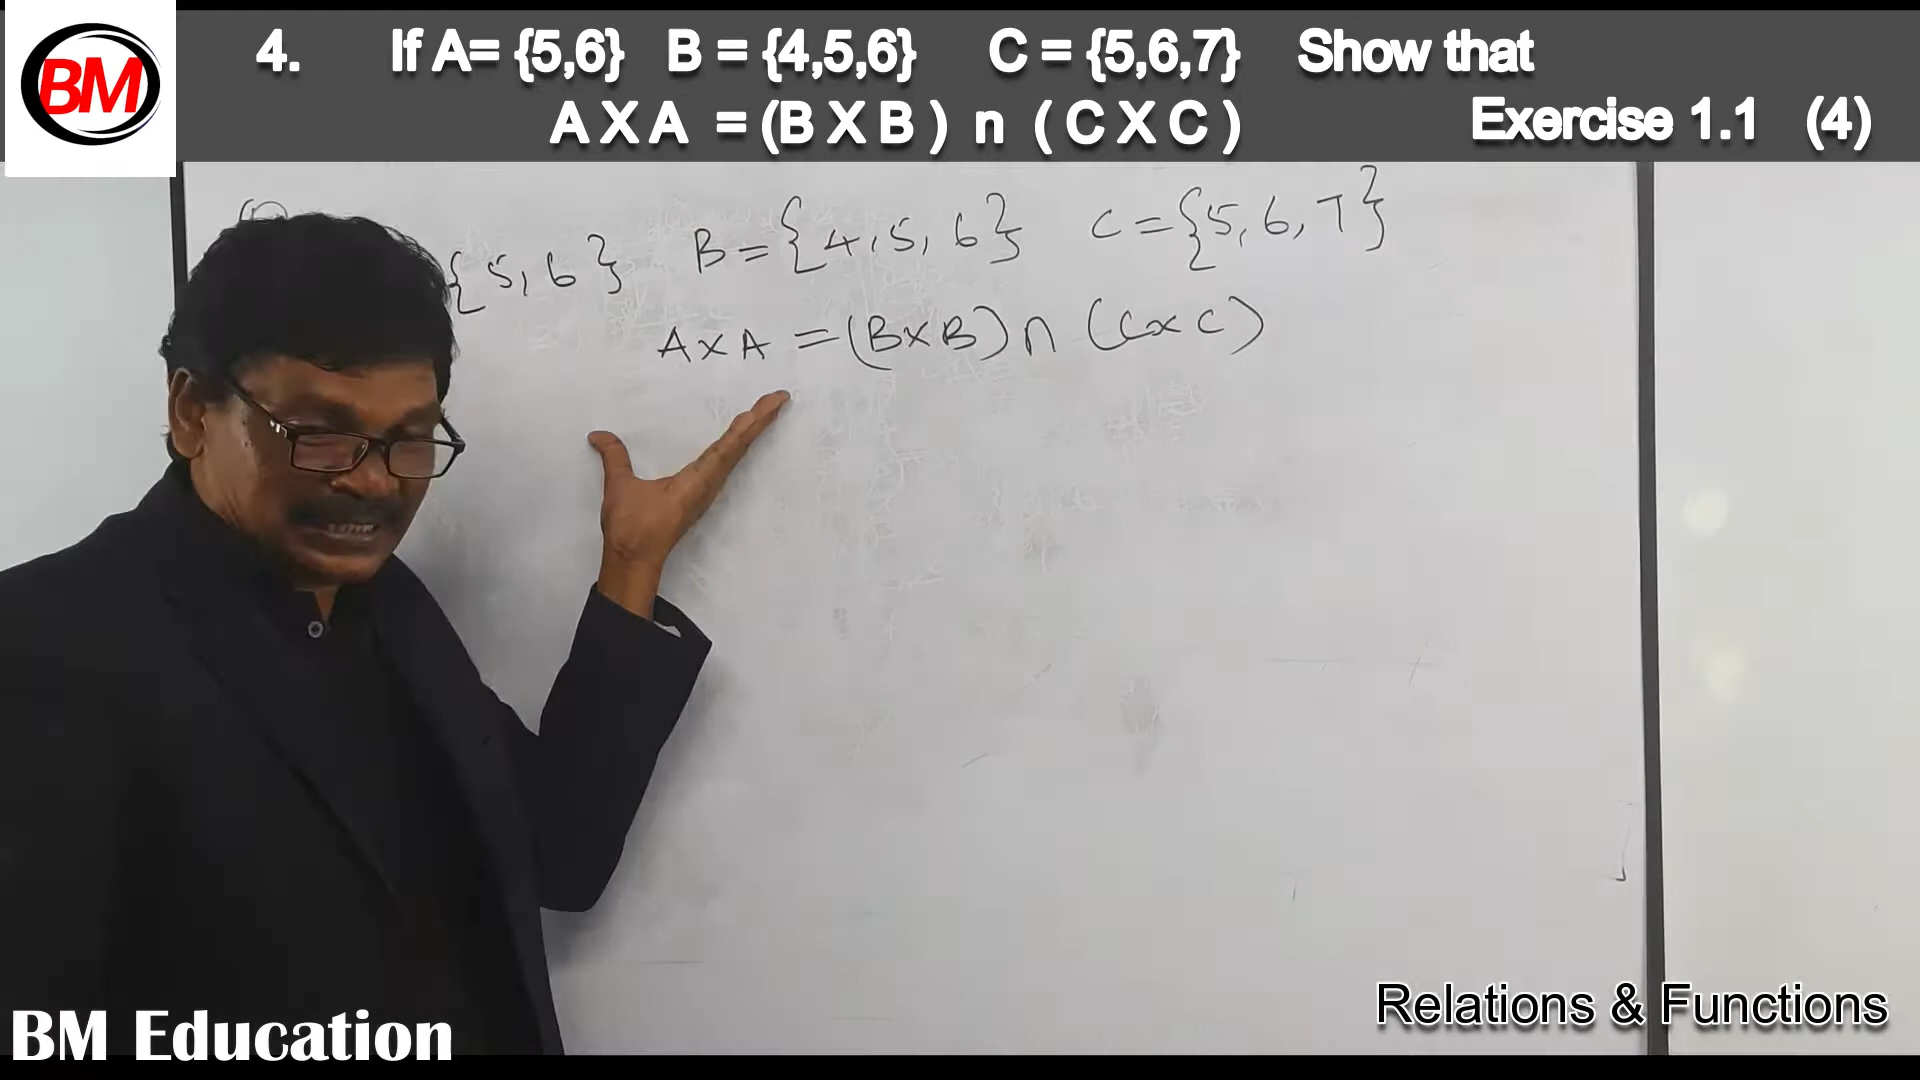 BM
4. If A= {5,6} B = {4,5,6} C = {5,6,7} Show that
A X A = (B X B ) n ( C X C )
Exercise 1.1 (4)
{5, 6} B = {4, 5, 6} C = {5, 6, 7}
A × A = (B × B) ∩ (C × C)
Relations & Functions
BM Education